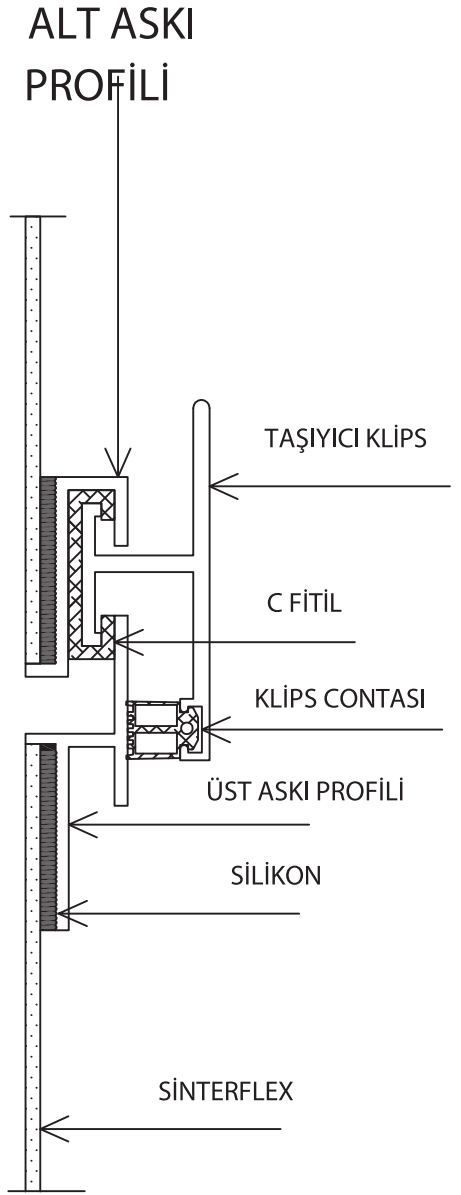 ALT ASKI
PROFİLİ
TAŞIYICI KLİPS
C FİTİL
KLİPS CONTASI
ÜST ASKI PROFİLİ
SİLİKON
SİNTERFLEX